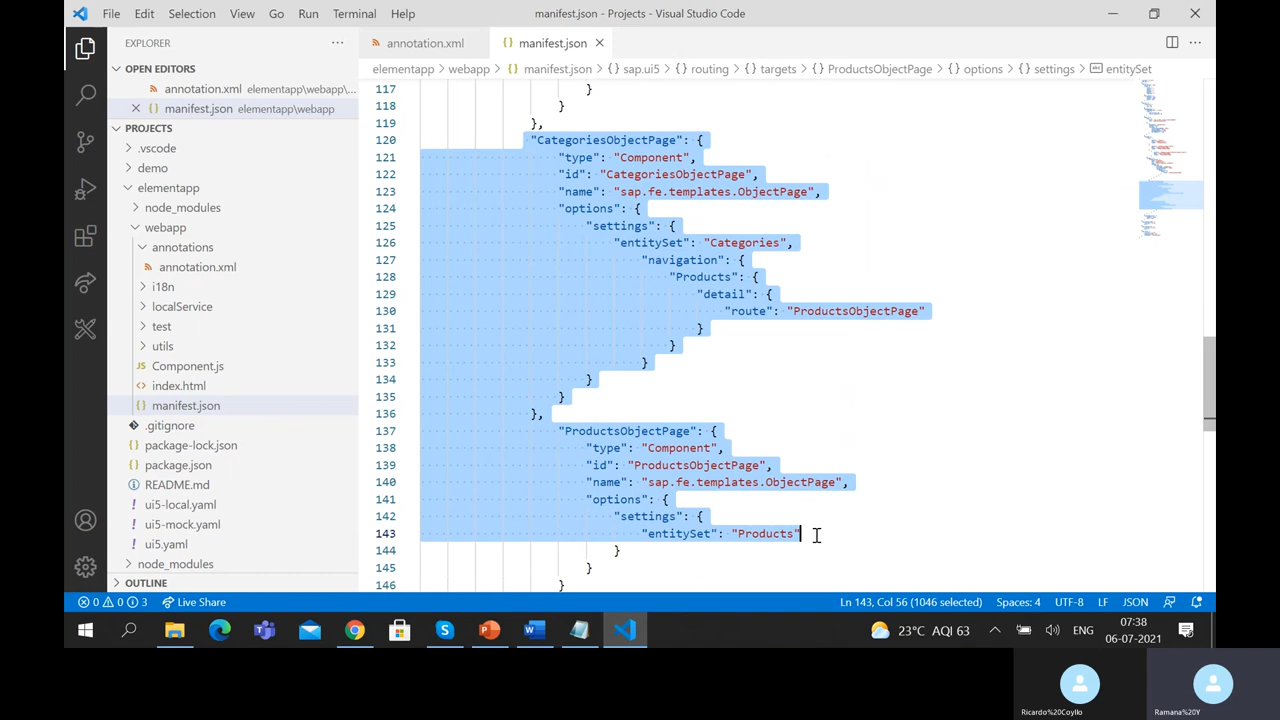 File Edit Selection View Go Run Terminal Help
manifest.json - Projects - Visual Studio Code
EXPLORER
OPEN EDITORS
annotation.xml elementapp\webapp\...
manifest.json elementapp\webapp
PROJECTS
.vscode
demo
elementapp
node_modules
webapp
annotations
annotation.xml
i18n
localService
test
utils
Component.js
index.html
manifest.json
.gitignore
package-lock.json
package.json
README.md
ui5-local.yaml
ui5-mock.yaml
ui5.yaml
node_modules
OUTLINE
annotation.xml
manifest.json
elementapp > webapp > manifest.json > {} sap.ui5 > {} routing > {} targets > {} ProductsObjectPage > {} options > {} settings > entitySet
117 }
118 }
119 },
120 "CategoriesObjectPage": {
121 "type": "Component",
122 "id": "CategoriesObjectPage",
123 "name": "sap.fe.templates.ObjectPage",
124 "options": {
125 "settings": {
126 "entitySet": "Categories",
127 "navigation": {
128 "Products": {
129 "detail": {
130 "route": "ProductsObjectPage"
131 }
132 }
133 }
134 }
135 }
136 },
137 "ProductsObjectPage": {
138 "type": "Component",
139 "id": "ProductsObjectPage",
140 "name": "sap.fe.templates.ObjectPage",
141 "options": {
142 "settings": {
143 "entitySet": "Products"
144 }
145 }
146 }
0 0 3 Live Share
Ln 143, Col 56 (1046 selected) Spaces: 4 UTF-8 LF JSON
23°C AQI 63
ENG
07:38
06-07-2021
Ricardo%20Coyllo
Ramana%20Y